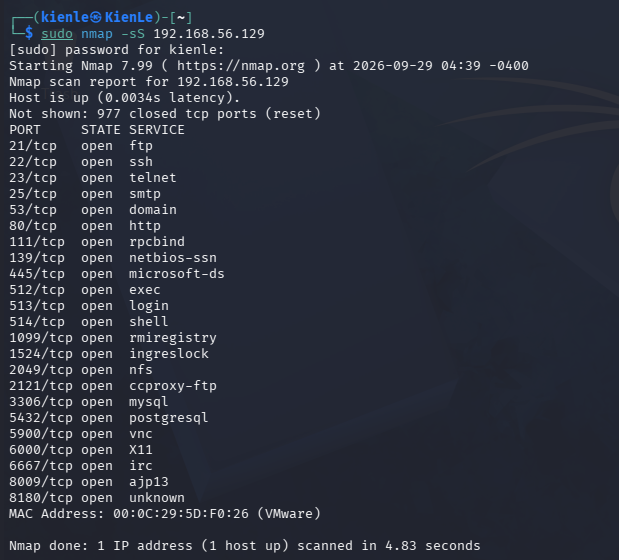 ┌──(kienle㉿KienLe)-[~]
└─$ sudo nmap -sS 192.168.56.129
[sudo] password for kienle:
Starting Nmap 7.99 ( https://nmap.org ) at 2026-09-29 04:39 -0400
Nmap scan report for 192.168.56.129
Host is up (0.0034s latency).
Not shown: 977 closed tcp ports (reset)
PORT     STATE SERVICE
21/tcp   open  ftp
22/tcp   open  ssh
23/tcp   open  telnet
25/tcp   open  smtp
53/tcp   open  domain
80/tcp   open  http
111/tcp  open  rpcbind
139/tcp  open  netbios-ssn
445/tcp  open  microsoft-ds
512/tcp  open  exec
513/tcp  open  login
514/tcp  open  shell
1099/tcp open  rmiregistry
1524/tcp open  ingreslock
2049/tcp open  nfs
2121/tcp open  ccproxy-ftp
3306/tcp open  mysql
5432/tcp open  postgresql
5900/tcp open  vnc
6000/tcp open  X11
6667/tcp open  irc
8009/tcp open  ajp13
8180/tcp open  unknown
MAC Address: 00:0C:29:5D:F0:26 (VMware)

Nmap done: 1 IP address (1 host up) scanned in 4.83 seconds